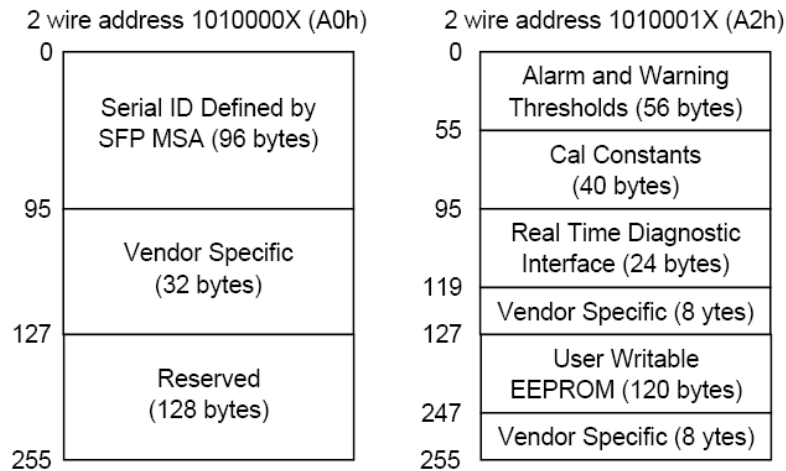 2 wire address 1010000X (A0h)
0
Serial ID Defined by
SFP MSA (96 bytes)
95
Vendor Specific
(32 bytes)
127
Reserved
(128 bytes)
255
2 wire address 1010001X (A2h)
0
Alarm and Warning
Thresholds (56 bytes)
55
Cal Constants
(40 bytes)
95
Real Time Diagnostic
Interface (24 bytes)
119
Vendor Specific (8 ytes)
127
User Writable
EEPROM (120 bytes)
247
Vendor Specific (8 ytes)
255